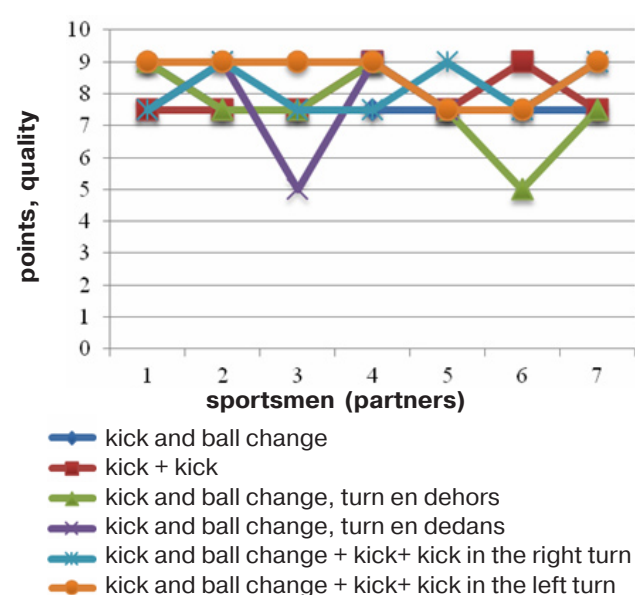 10
9
8
7
6
5
4
3
2
1
0
points, quality
1 2 3 4 5 6 7
sportsmen (partners)
kick and ball change
kick + kick
kick and ball change, turn en dehors
kick and ball change, turn en dedans
kick and ball change + kick+ kick in the right turn
kick and ball change + kick+ kick in the left turn